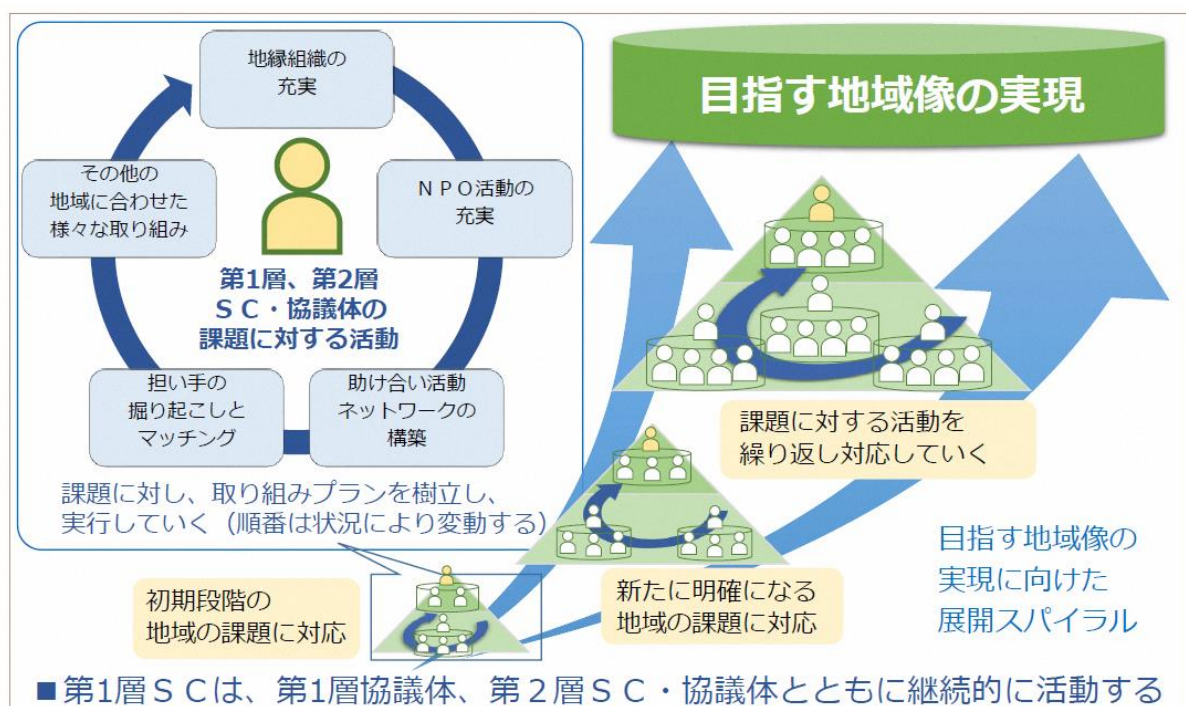 地縁組織の
充実
その他の
地域に合わせた
様々な取り組み
ＮＰＯ活動の
充実
第1層、第2層
ＳＣ・協議体の
課題に対する活動
担い手の
掘り起こしと
マッチング
助け合い活動
ネットワークの
構築
課題に対し、取り組みプランを樹立し、
実行していく（順番は状況により変動する）
目指す地域像の実現
課題に対する活動を
繰り返し対応していく
初期段階の
地域の課題に対応
新たに明確になる
地域の課題に対応
目指す地域像の
実現に向けた
展開スパイラル
■第1層ＳＣは、第1層協議体、第２層ＳＣ・協議体とともに継続的に活動する